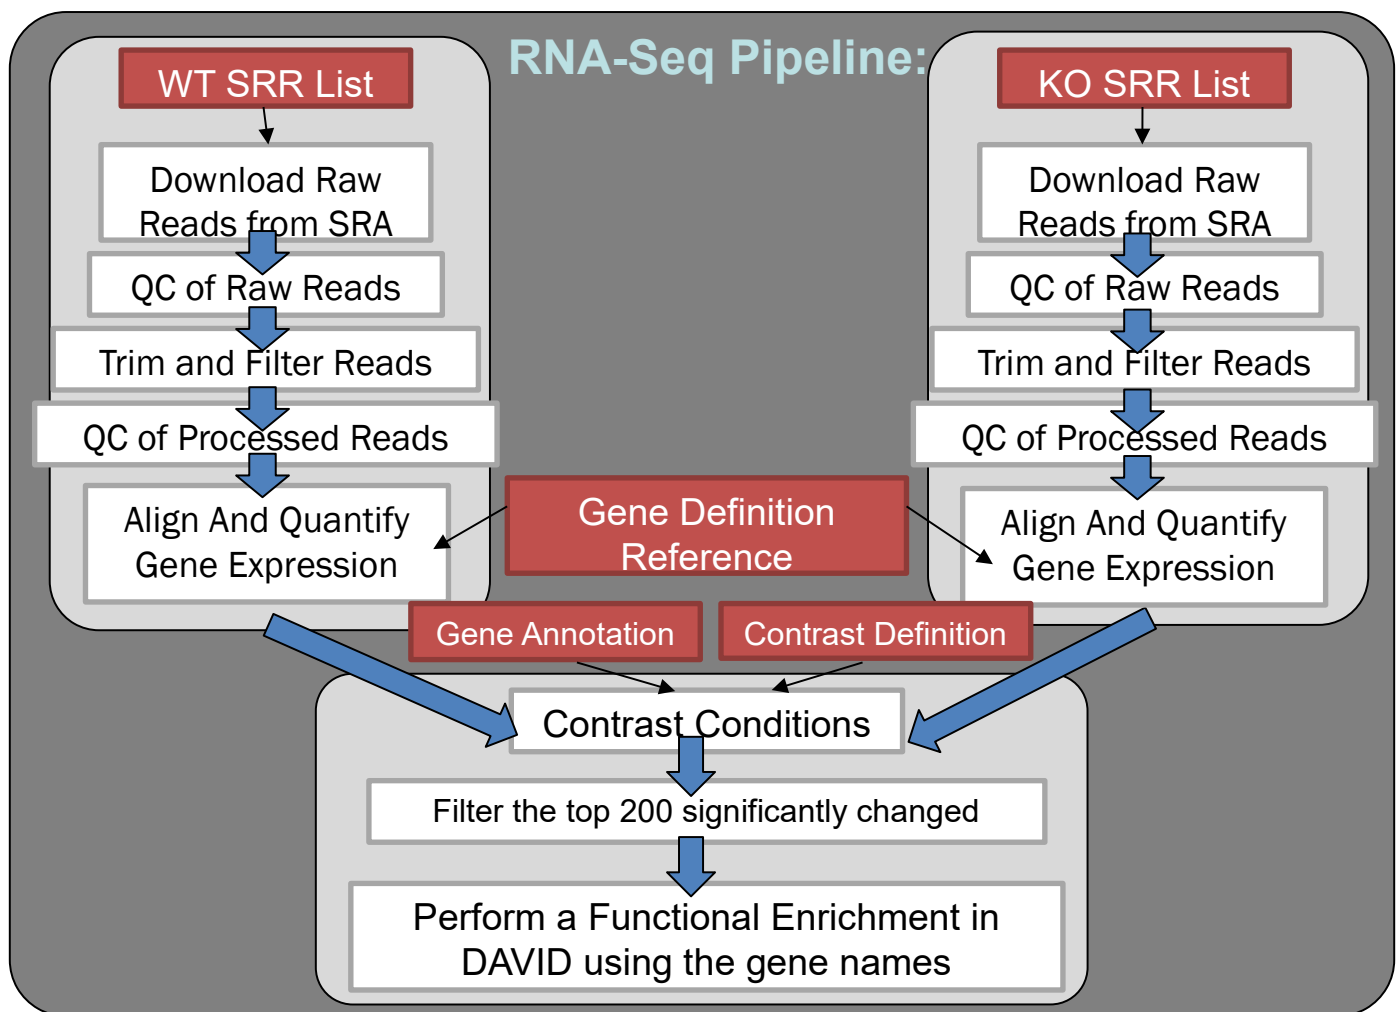 RNA-Seq Pipeline:
WT SRR List
Download Raw
Reads from SRA
QC of Raw Reads
Trim and Filter Reads
QC of Processed Reads
Align And Quantify
Gene Expression
KO SRR List
Download Raw
Reads from SRA
QC of Raw Reads
Trim and Filter Reads
QC of Processed Reads
Align And Quantify
Gene Expression
Gene Definition
Reference
Gene Annotation
Contrast Definition
Contrast Conditions
Filter the top 200 significantly changed
Perform a Functional Enrichment in
DAVID using the gene names